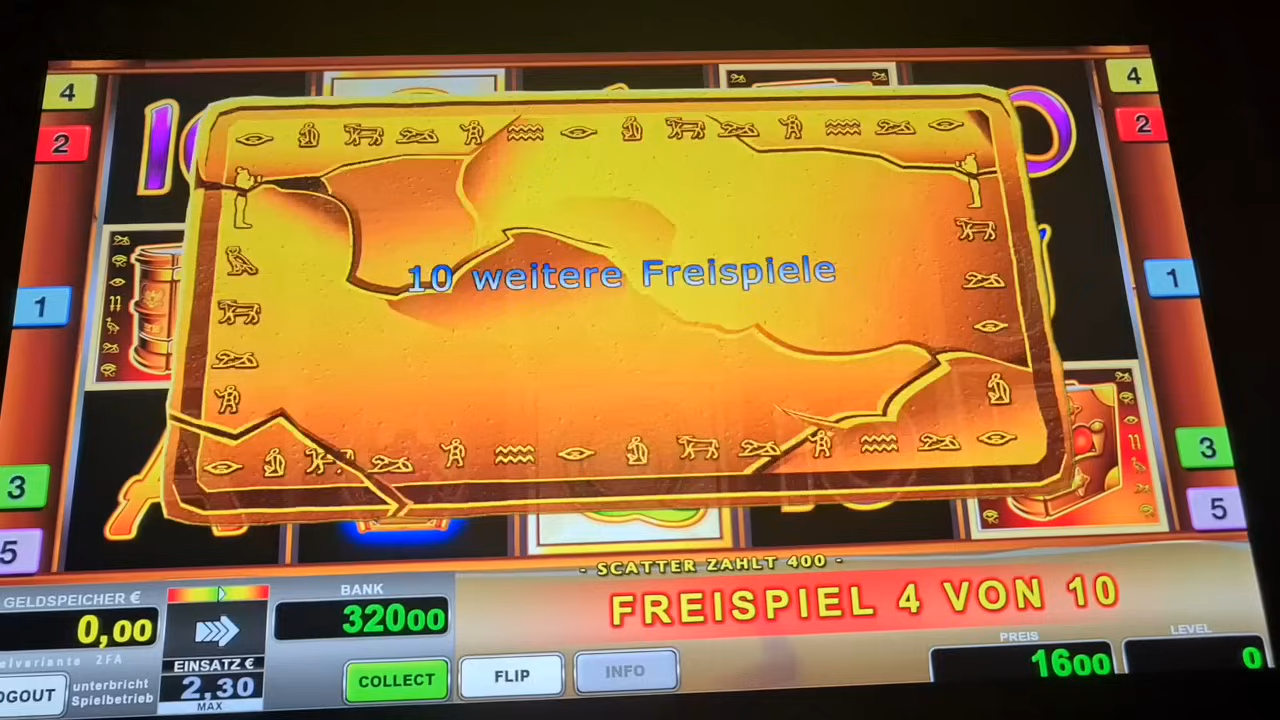 4
4
2
2
10 weitere Freispiele
1
1
3
3
5
5
- SCATTER ZAHLT 400 -
FREISPIEL 4 VON 10
GELDSPEICHER €
0,00
BANK
32000
EINSATZ €
2,30
MAX
unterbricht
Spielbetrieb
COLLECT
FLIP
INFO
PREIS
1600
LEVEL
0